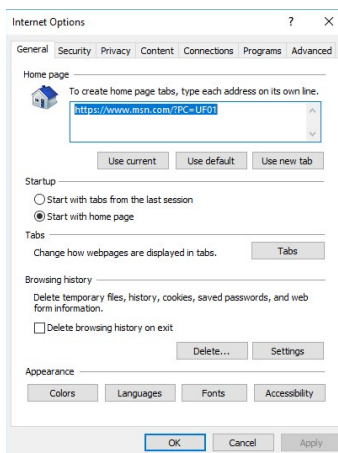 Internet Options ? X
General Security Privacy Content Connections Programs Advanced
Home page
To create home page tabs, type each address on its own line.
https://www.msn.com/?PC=UF01
Use current Use default Use new tab
Startup
Start with tabs from the last session
Start with home page
Tabs
Change how webpages are displayed in tabs. Tabs
Browsing history
Delete temporary files, history, cookies, saved passwords, and web
form information.
Delete browsing history on exit
Delete... Settings
Appearance
Colors Languages Fonts Accessibility
OK Cancel Apply